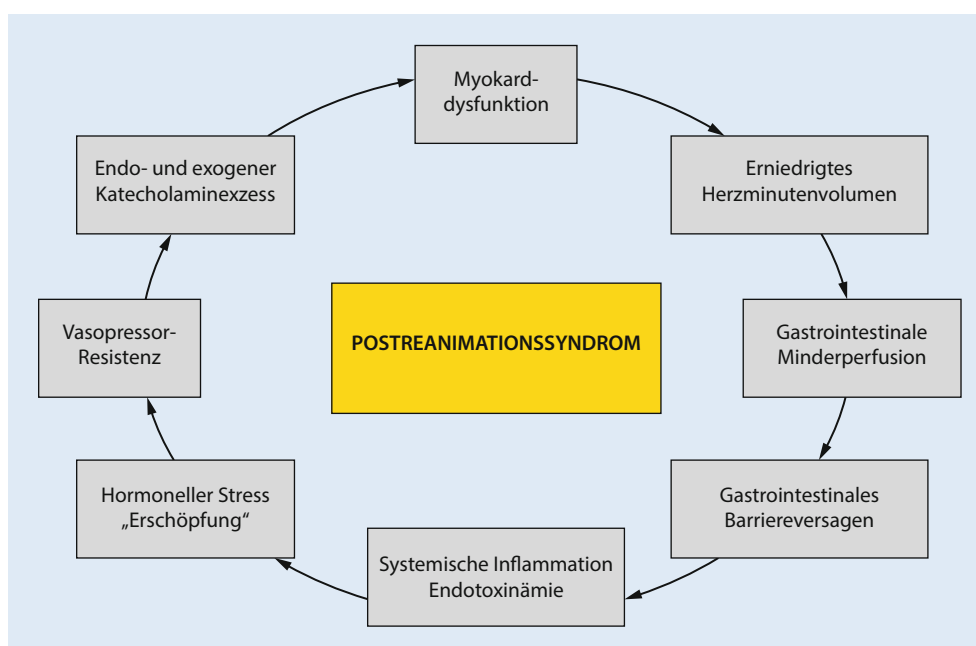 Myokard-
dysfunktion
Erniedrigtes
Herzminutenvolumen
Gastrointestinale
Minderperfusion
Gastrointestinales
Barriereversagen
Systemische Inflammation
Endotoxinämie
Hormoneller Stress
„Erschöpfung“
Vasopressor-
Resistenz
Endo- und exogener
Katecholaminexzess
POSTREANIMATIONSSYNDROM